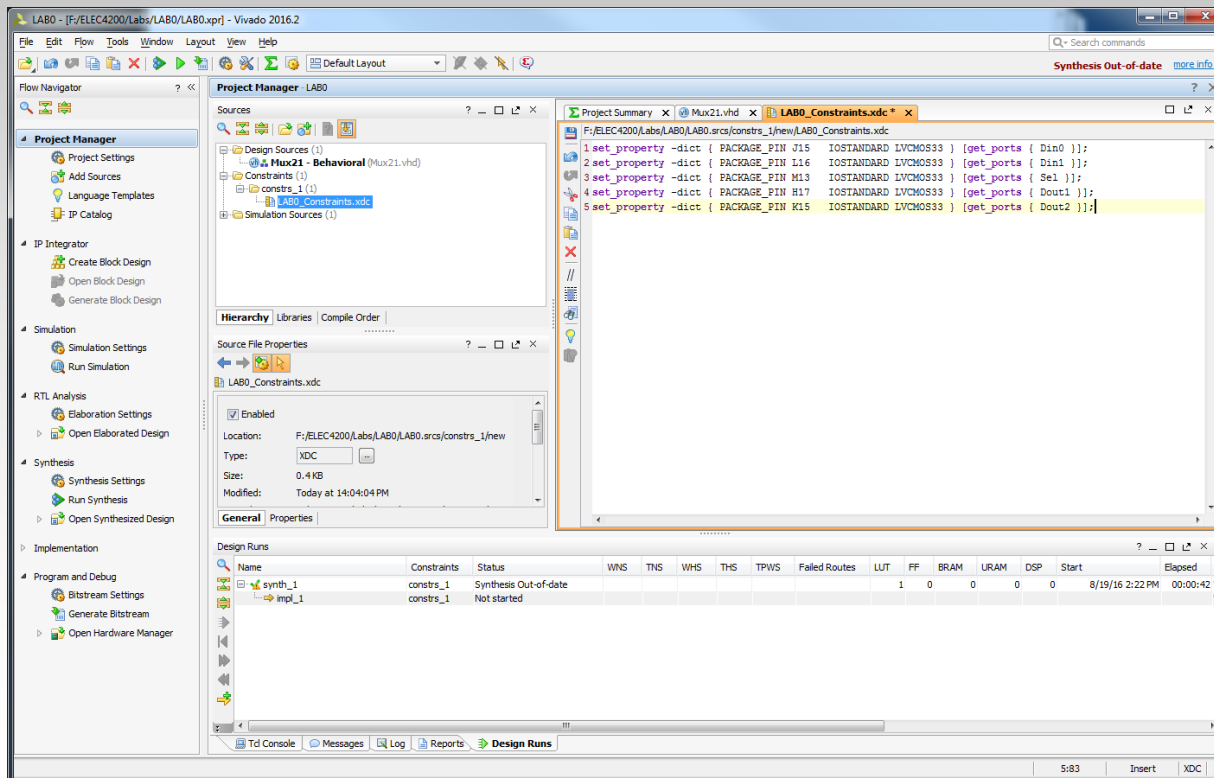 LAB0 - [F:/ELEC4200/Labs/LAB0/LAB0.xpr] - Vivado 2016.2
File Edit Flow Tools Window Layout View Help
Q- Search commands
Default Layout
Synthesis Out-of-date more info
Flow Navigator ? «
Project Manager
Project Settings
Add Sources
Language Templates
IP Catalog
IP Integrator
Create Block Design
Open Block Design
Generate Block Design
Simulation
Simulation Settings
Run Simulation
RTL Analysis
Elaboration Settings
Open Elaborated Design
Synthesis
Synthesis Settings
Run Synthesis
Open Synthesized Design
Implementation
Program and Debug
Bitstream Settings
Generate Bitstream
Open Hardware Manager
Project Manager - LAB0
Sources
Design Sources (1)
Mux21 - Behavioral (Mux21.vhd)
Constraints (1)
constrs_1 (1)
LAB0_Constraints.xdc
Simulation Sources (1)
Hierarchy Libraries Compile Order
Source File Properties
LAB0_Constraints.xdc
Enabled
Location: F:/ELEC4200/Labs/LAB0/LAB0.srcs/constrs_1/new
Type: XDC ...
Size: 0.4 KB
Modified: Today at 14:04:04 PM
General Properties
Project Summary x Mux21.vhd x LAB0_Constraints.xdc * x
F:/ELEC4200/Labs/LAB0/LAB0.srcs/constrs_1/new/LAB0_Constraints.xdc
1 set_property -dict { PACKAGE_PIN J15 IOSTANDARD LVCMOS33 } [get_ports { Din0 }];
2 set_property -dict { PACKAGE_PIN L16 IOSTANDARD LVCMOS33 } [get_ports { Din1 }];
3 set_property -dict { PACKAGE_PIN M13 IOSTANDARD LVCMOS33 } [get_ports { Sel }];
4 set_property -dict { PACKAGE_PIN H17 IOSTANDARD LVCMOS33 } [get_ports { Dout1 }];
5 set_property -dict { PACKAGE_PIN K15 IOSTANDARD LVCMOS33 } [get_ports { Dout2 }];
Design Runs
Name Constraints Status WNS TNS WHS THS TPWS Failed Routes LUT FF BRAM URAM DSP Start Elapsed
synth_1 constrs_1 Synthesis Out-of-date 1 0 0 0 0 8/19/16 2:22 PM 00:00:42
impl_1 constrs_1 Not started
Tcl Console Messages Log Reports Design Runs
5:83 Insert XDC